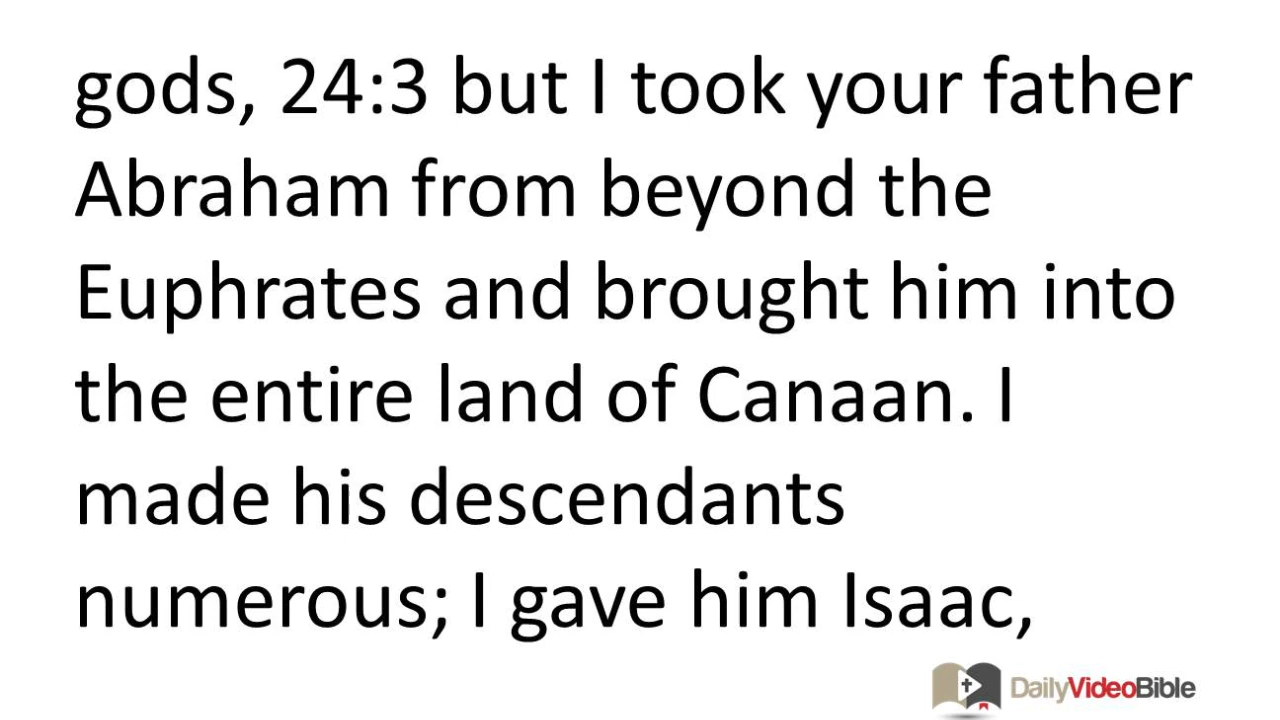 gods, 24:3 but I took your father
Abraham from beyond the
Euphrates and brought him into
the entire land of Canaan. I
made his descendants
numerous; I gave him Isaac,
DailyVideoBible